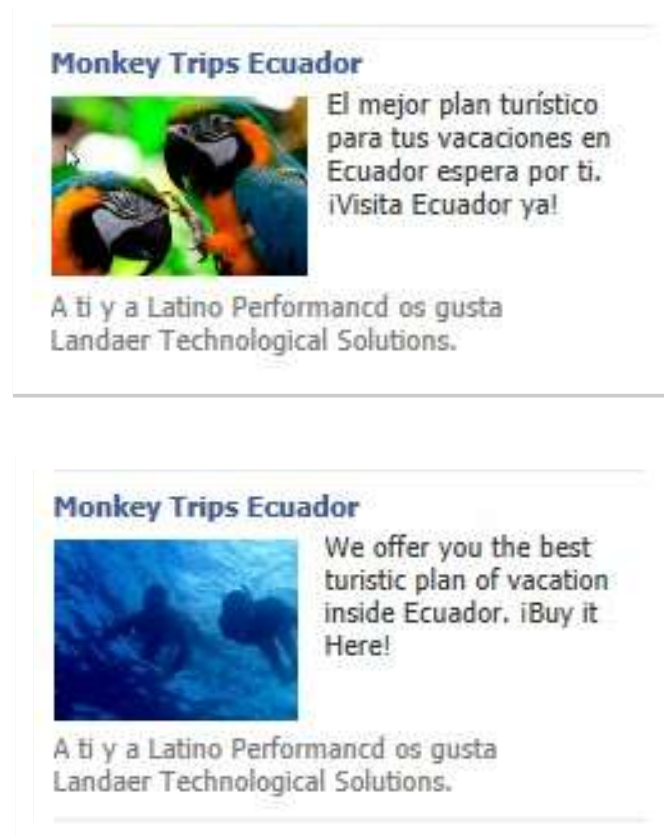 Monkey Trips Ecuador
El mejor plan turístico
para tus vacaciones en
Ecuador espera por ti.
¡Visita Ecuador ya!
A ti y a Latino Performancd os gusta
Landaer Technological Solutions.
Monkey Trips Ecuador
We offer you the best
turistic plan of vacation
inside Ecuador. ¡Buy it
Here!
A ti y a Latino Performancd os gusta
Landaer Technological Solutions.